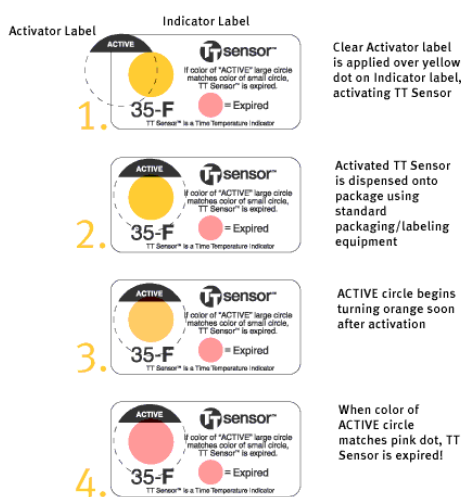 Activator Label
Indicator Label
ACTIVE
TT sensor™
If color of "ACTIVE" large circle
matches color of small circle,
TT Sensor™ is expired.
= Expired
35-F
TT Sensor™ is a Time Temperature Indicator
1.
Clear Activator label
is applied over yellow
dot on Indicator label,
activating TT Sensor
ACTIVE
TT sensor™
If color of "ACTIVE" large circle
matches color of small circle,
TT Sensor™ is expired.
= Expired
35-F
TT Sensor™ is a Time Temperature Indicator
2.
Activated TT Sensor
is dispensed onto
package using
standard
packaging/labeling
equipment
ACTIVE
TT sensor™
If color of "ACTIVE" large circle
matches color of small circle,
TT Sensor™ is expired.
= Expired
35-F
TT Sensor™ is a Time Temperature Indicator
3.
ACTIVE circle begins
turning orange soon
after activation
ACTIVE
TT sensor™
If color of "ACTIVE" large circle
matches color of small circle,
TT Sensor™ is expired.
= Expired
35-F
TT Sensor™ is a Time Temperature Indicator
4.
When color of
ACTIVE circle
matches pink dot, TT
Sensor is expired!